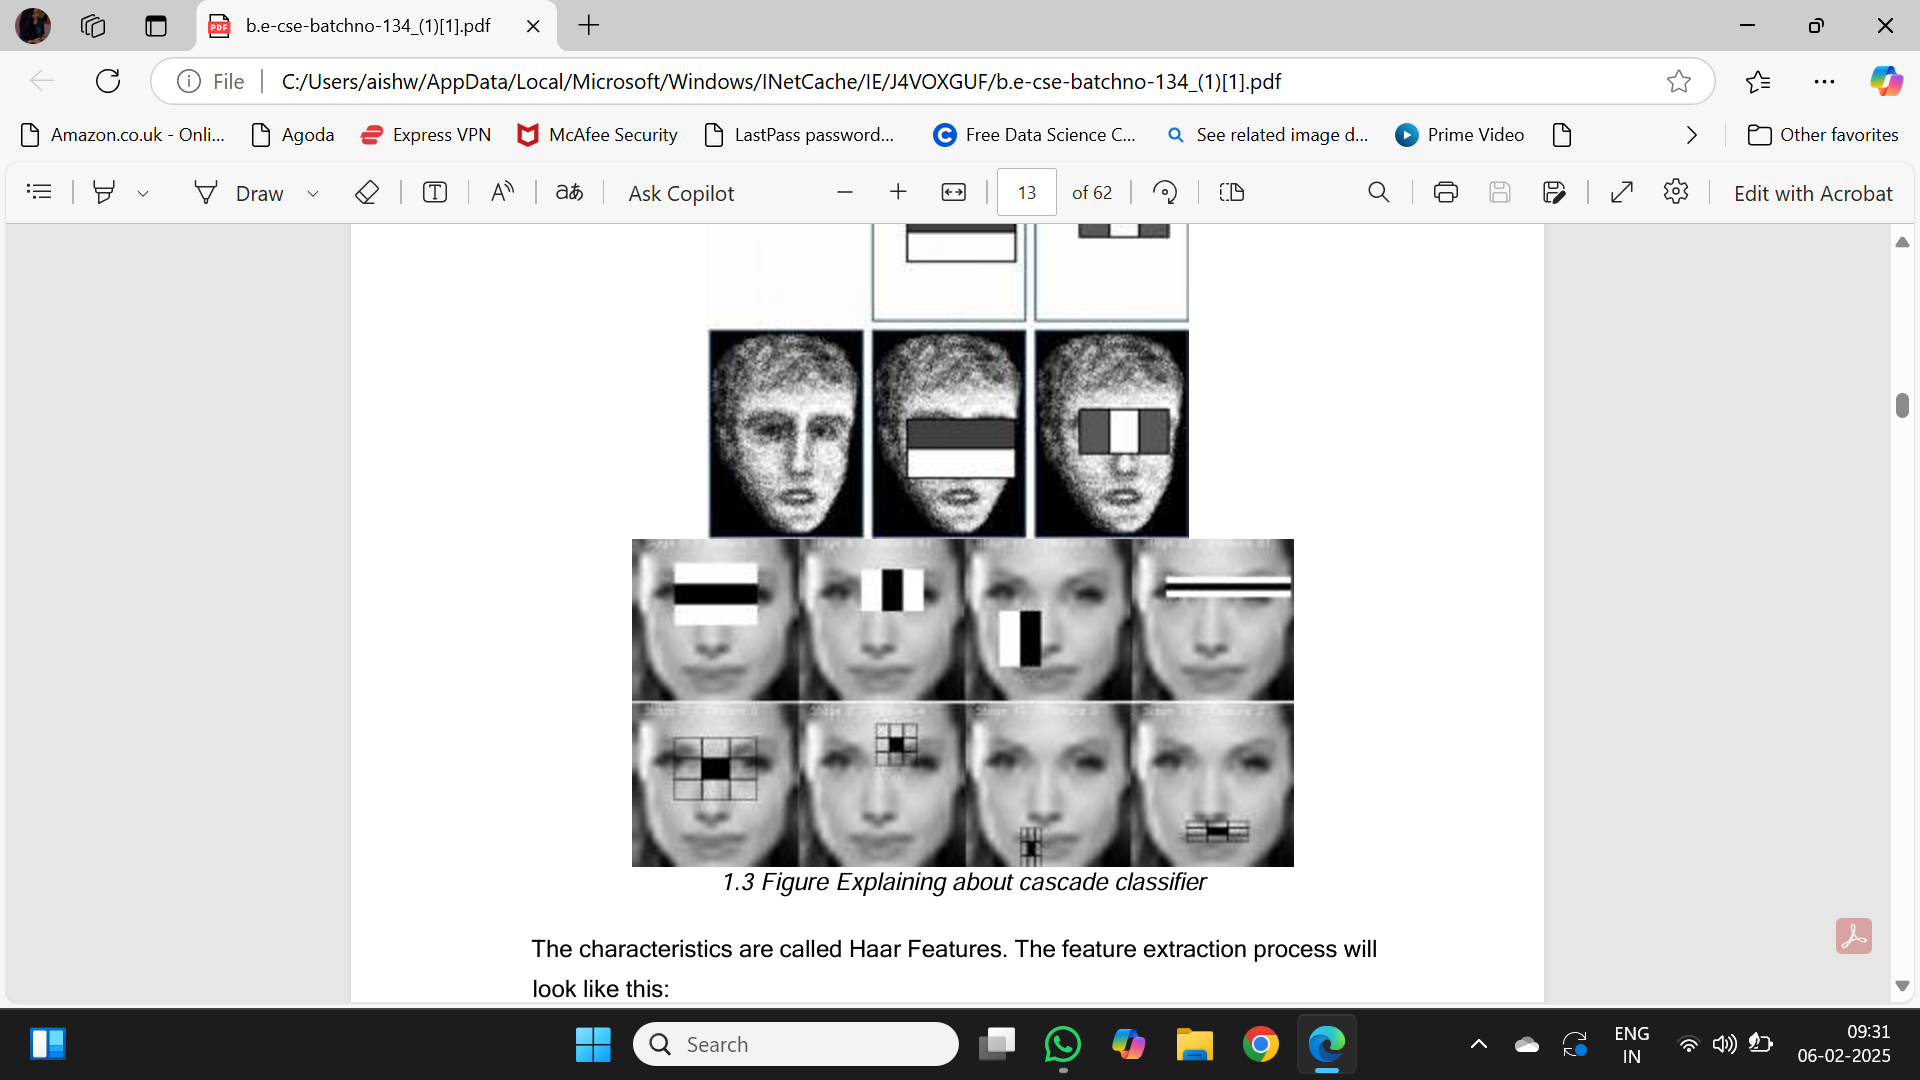 b.e-cse-batchno-134_(1)[1].pdf
File
C:/Users/aishw/AppData/Local/Microsoft/Windows/INetCache/IE/J4VOXGUF/b.e-cse-batchno-134_(1)[1].pdf
Amazon.co.uk - Onli...
Agoda
Express VPN
McAfee Security
LastPass password...
Free Data Science C...
See related image d...
Prime Video
Other favorites
Draw
T
A
aあ
Ask Copilot
13
of 62
Edit with Acrobat
1.3 Figure Explaining about cascade classifier
The characteristics are called Haar Features. The feature extraction process will
look like this:
Search
ENG
IN
09:31
06-02-2025